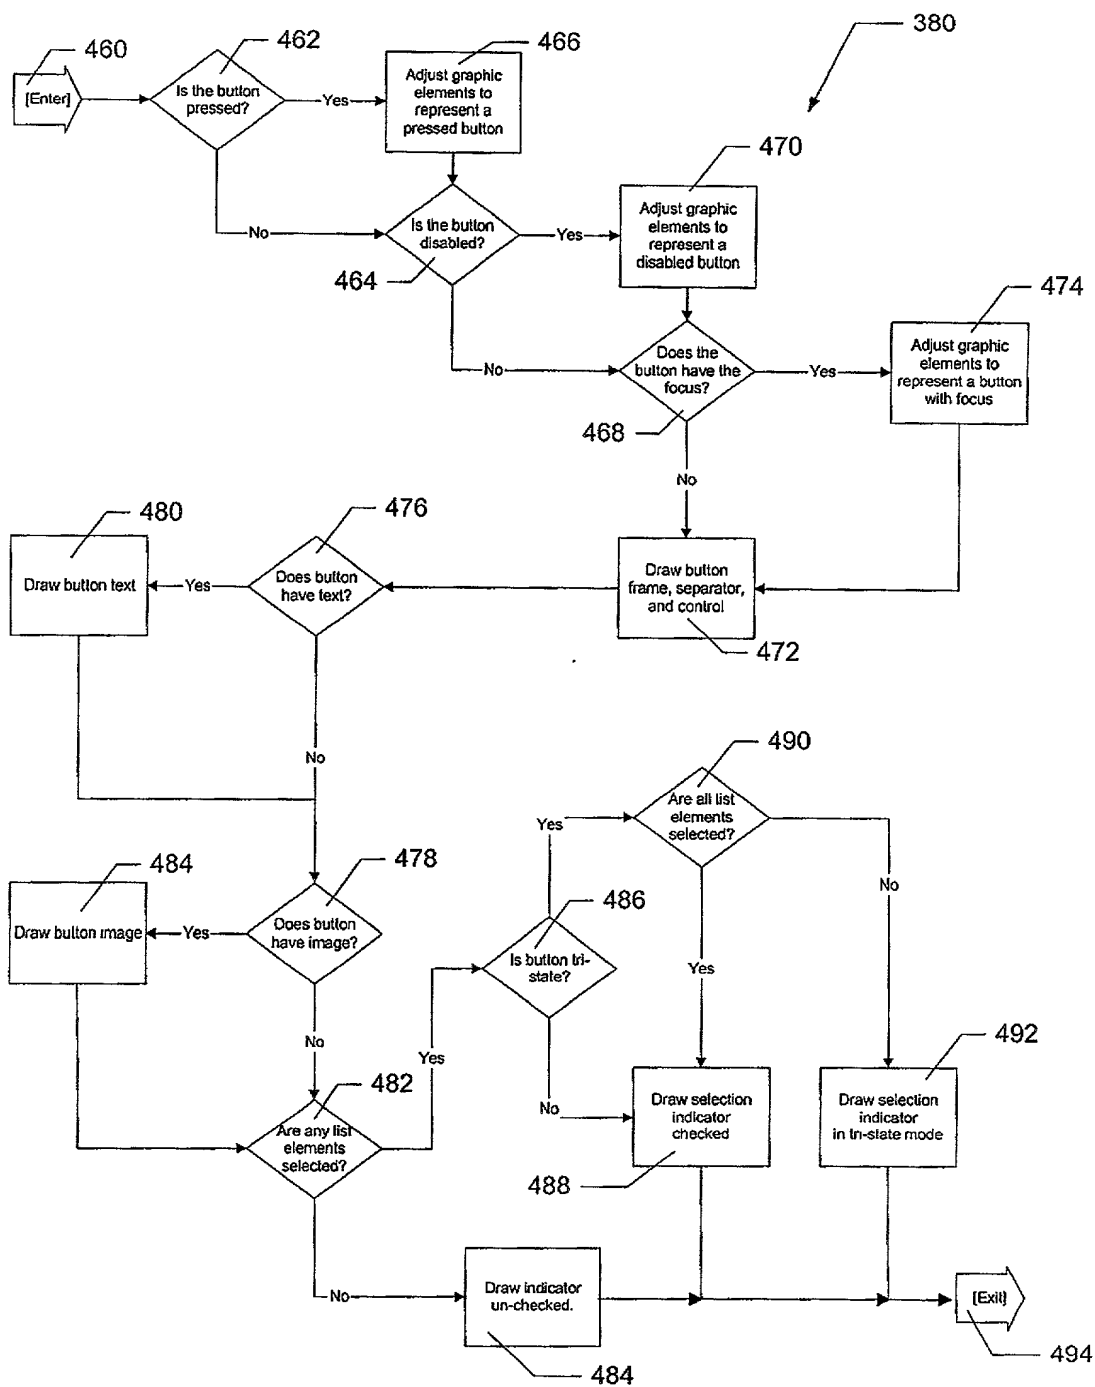 380
460
[Enter]
462
Is the button
pressed?
Yes
466
Adjust graphic
elements to
represent a
pressed button
No
Is the button
disabled?
464
Yes
470
Adjust graphic
elements to
represent a
disabled button
No
Does the
button have the
focus?
468
Yes
474
Adjust graphic
elements to
represent a button
with focus
No
Draw button
frame, separator,
and control
472
476
Does button
have text?
Yes
480
Draw button text
No
478
Does button
have image?
Yes
484
Draw button image
No
482
Are any list
elements
selected?
Yes
486
Is button tri-
state?
Yes
490
Are all list
elements
selected?
No
Yes
No
Draw selection
indicator
checked
488
492
Draw selection
indicator
in tri-state mode
No
Draw indicator
un-checked.
484
[Exit]
494